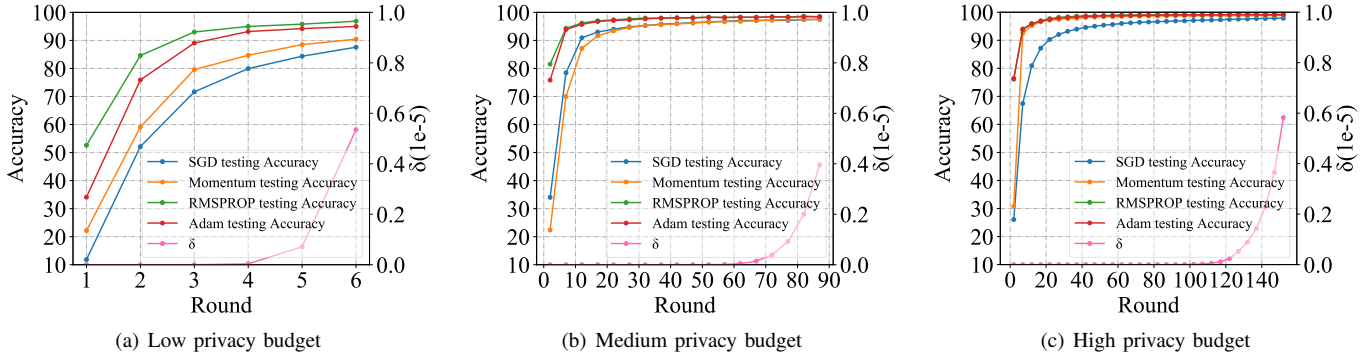 100
90
80
70
60
50
40
30
20
10
Accuracy
1.0
0.8
0.6
0.4
0.2
0.0
δ(1e-5)
SGD testing Accuracy
Momentum testing Accuracy
RMSPROP testing Accuracy
Adam testing Accuracy
δ
1 2 3 4 5 6
Round
(a) Low privacy budget
100
90
80
70
60
50
40
30
20
10
Accuracy
1.0
0.8
0.6
0.4
0.2
0.0
δ(1e-5)
SGD testing Accuracy
Momentum testing Accuracy
RMSPROP testing Accuracy
Adam testing Accuracy
δ
0 10 20 30 40 50 60 70 80 90
Round
(b) Medium privacy budget
100
90
80
70
60
50
40
30
20
10
Accuracy
1.0
0.8
0.6
0.4
0.2
0.0
δ(1e-5)
SGD testing Accuracy
Momentum testing Accuracy
RMSPROP testing Accuracy
Adam testing Accuracy
δ
0 20 40 60 80 100 120 140
Round
(c) High privacy budget